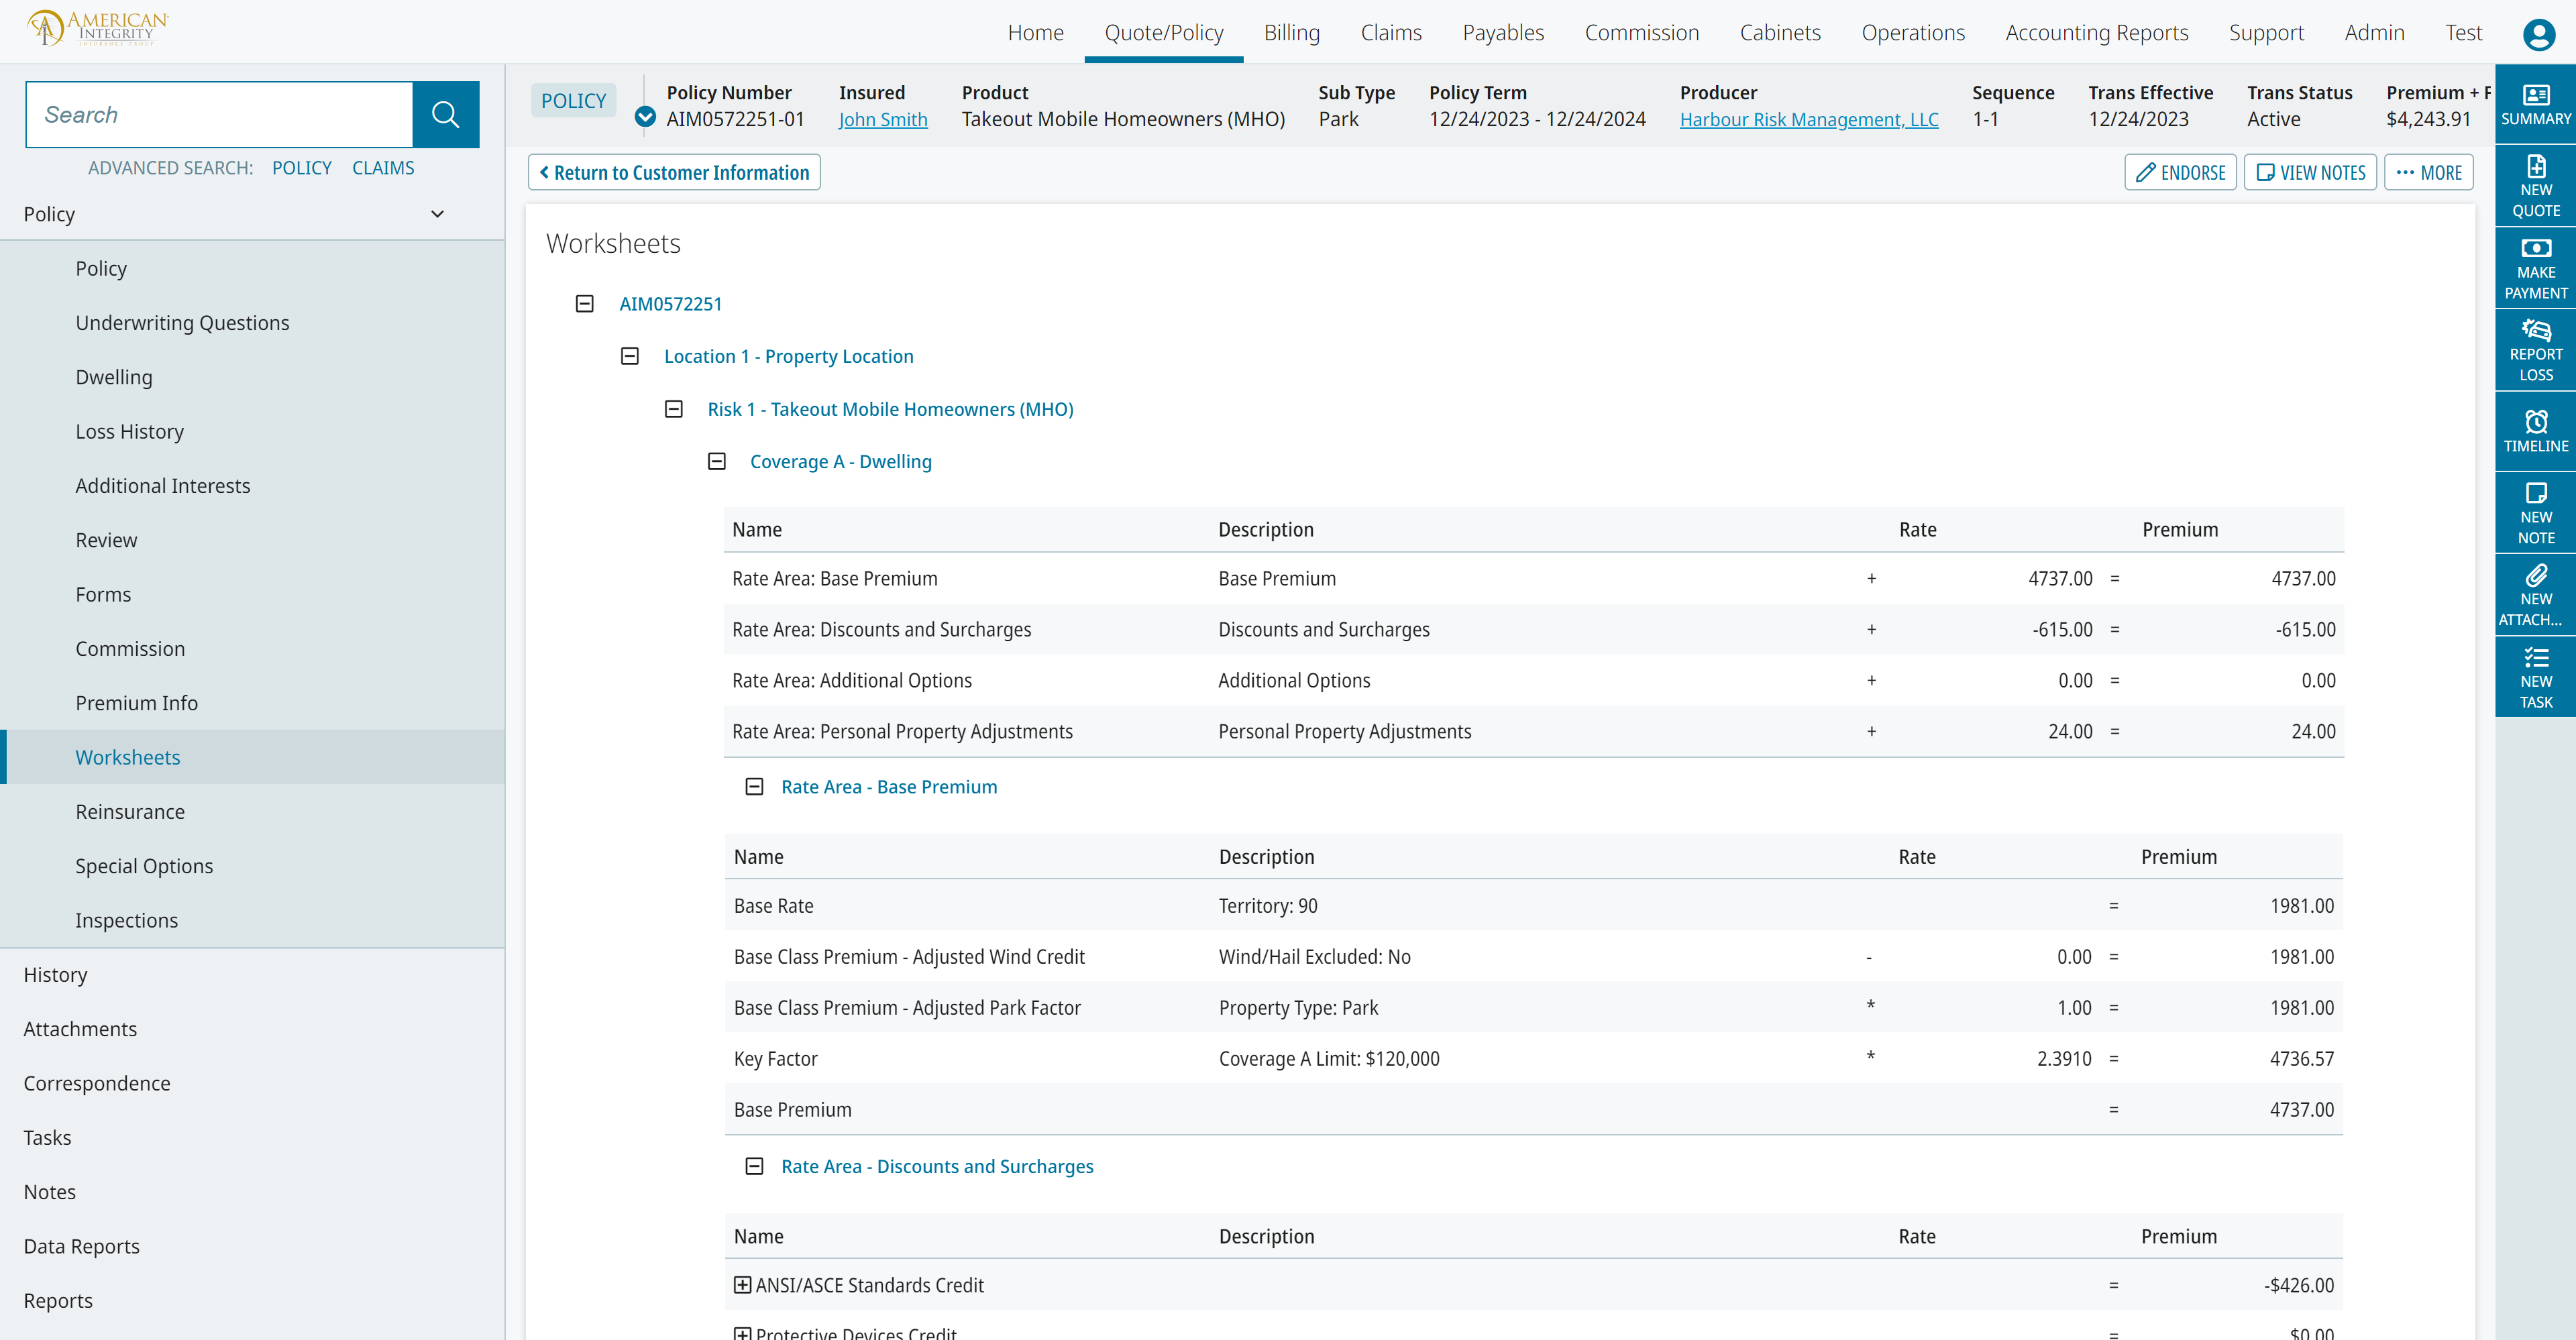 AMERICAN
INTEGRITY
INSURANCE GROUP
Home Quote/Policy Billing Claims Payables Commission Cabinets Operations Accounting Reports Support Admin Test
Search
ADVANCED SEARCH: POLICY CLAIMS
Policy
Policy
Underwriting Questions
Dwelling
Loss History
Additional Interests
Review
Forms
Commission
Premium Info
Worksheets
Reinsurance
Special Options
Inspections
History
Attachments
Correspondence
Tasks
Notes
Data Reports
Reports
POLICY
Policy Number Insured Product Sub Type Policy Term Producer Sequence Trans Effective Trans Status Premium + F
AIM0572251-01 John Smith Takeout Mobile Homeowners (MHO) Park 12/24/2023 - 12/24/2024 Harbour Risk Management, LLC 1-1 12/24/2023 Active $4,243.91
Return to Customer Information
ENDORSE VIEW NOTES ••• MORE
Worksheets
AIM0572251
Location 1 - Property Location
Risk 1 - Takeout Mobile Homeowners (MHO)
Coverage A - Dwelling
Name Description Rate Premium
Rate Area: Base Premium Base Premium + 4737.00 = 4737.00
Rate Area: Discounts and Surcharges Discounts and Surcharges + -615.00 = -615.00
Rate Area: Additional Options Additional Options + 0.00 = 0.00
Rate Area: Personal Property Adjustments Personal Property Adjustments + 24.00 = 24.00
Rate Area - Base Premium
Name Description Rate Premium
Base Rate Territory: 90 = 1981.00
Base Class Premium - Adjusted Wind Credit Wind/Hail Excluded: No - 0.00 = 1981.00
Base Class Premium - Adjusted Park Factor Property Type: Park * 1.00 = 1981.00
Key Factor Coverage A Limit: $120,000 * 2.3910 = 4736.57
Base Premium = 4737.00
Rate Area - Discounts and Surcharges
Name Description Rate Premium
ANSI/ASCE Standards Credit = -$426.00
Protective Devices Credit = $0.00
SUMMARY
NEW
QUOTE
MAKE
PAYMENT
REPORT
LOSS
TIMELINE
NEW
NOTE
NEW
ATTACH...
NEW
TASK